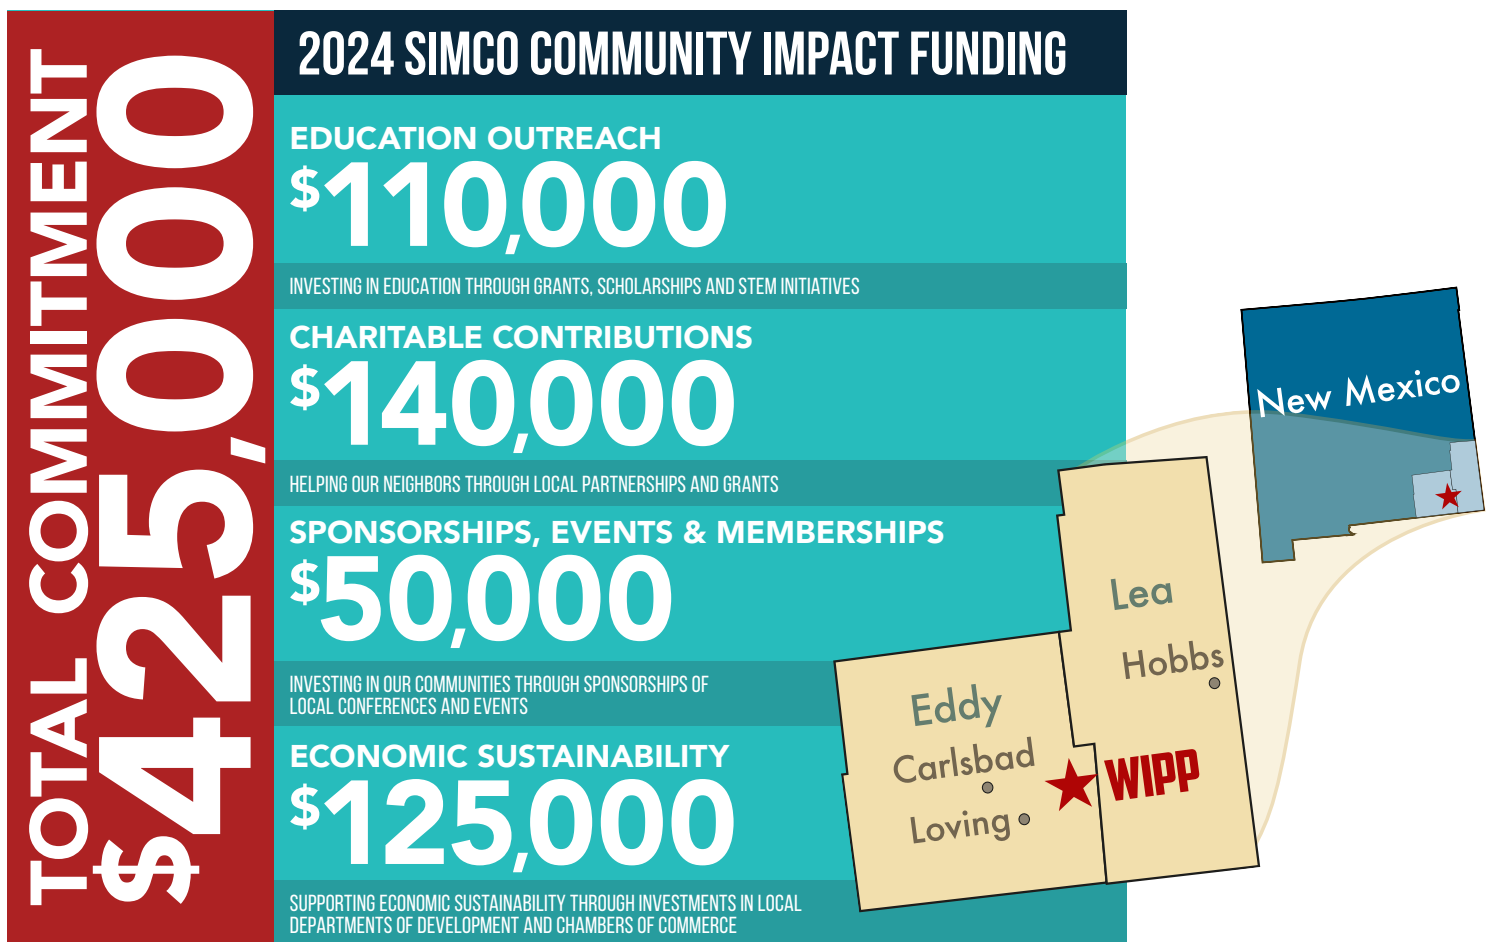 TOTAL COMMITMENT
$425,000
2024 SIMCO COMMUNITY IMPACT FUNDING
EDUCATION OUTREACH
$110,000
INVESTING IN EDUCATION THROUGH GRANTS, SCHOLARSHIPS AND STEM INITIATIVES
CHARITABLE CONTRIBUTIONS
$140,000
HELPING OUR NEIGHBORS THROUGH LOCAL PARTNERSHIPS AND GRANTS
SPONSORSHIPS, EVENTS & MEMBERSHIPS
$50,000
INVESTING IN OUR COMMUNITIES THROUGH SPONSORSHIPS OF
LOCAL CONFERENCES AND EVENTS
ECONOMIC SUSTAINABILITY
$125,000
SUPPORTING ECONOMIC SUSTAINABILITY THROUGH INVESTMENTS IN LOCAL
DEPARTMENTS OF DEVELOPMENT AND CHAMBERS OF COMMERCE
New Mexico
Lea
Hobbs
Eddy
Carlsbad
WIPP
Loving